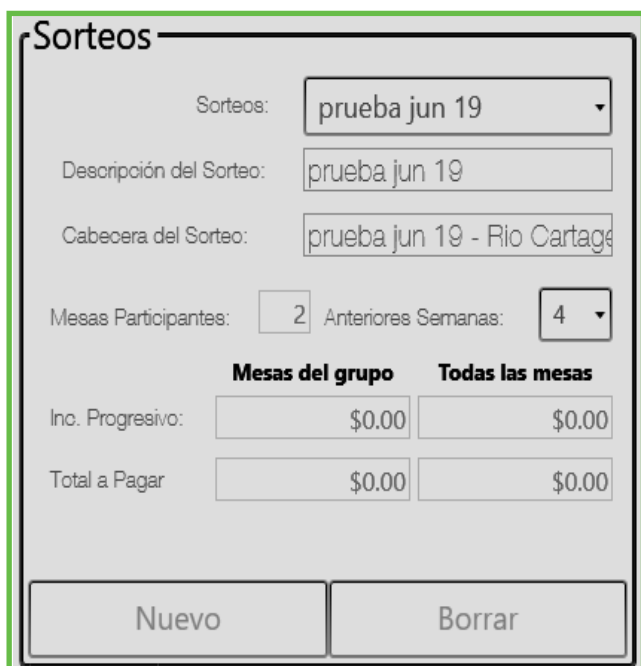 Sorteos
Sorteos: prueba jun 19
Descripción del Sorteo: prueba jun 19
Cabecera del Sorteo: prueba jun 19 - Rio Cartage
Mesas Participantes: 2 Anteriores Semanas: 4
Mesas del grupo Todas las mesas
Inc. Progresivo: $0.00 $0.00
Total a Pagar $0.00 $0.00
Nuevo Borrar